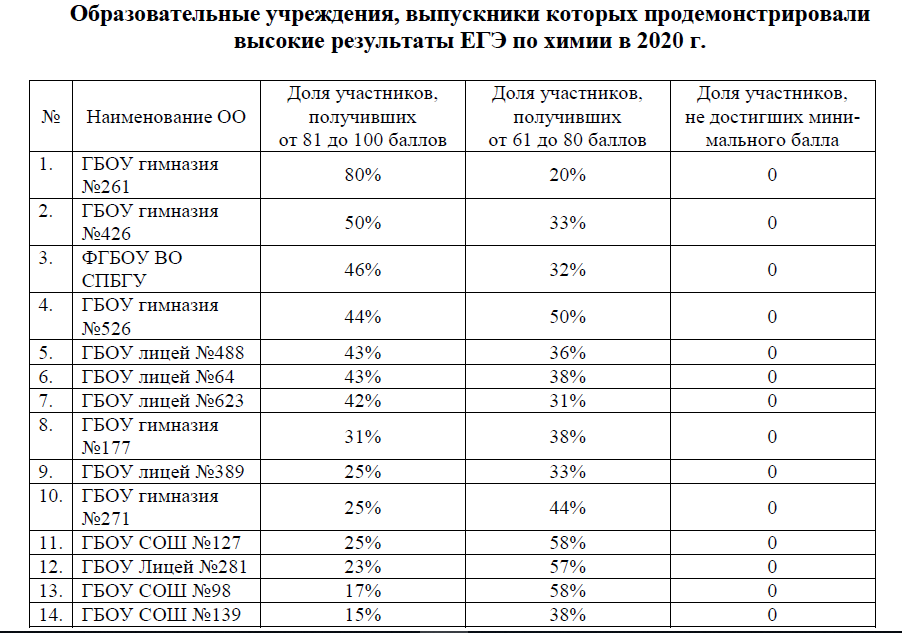 Образовательные учреждения, выпускники которых продемонстрировали
высокие результаты ЕГЭ по химии в 2020 г.
№ Наименование ОО Доля участников, получивших от 81 до 100 баллов Доля участников, получивших от 61 до 80 баллов Доля участников, не достигших мини-мального балла
1. ГБОУ гимназия №261 80% 20% 0
2. ГБОУ гимназия №426 50% 33% 0
3. ФГБОУ ВО СПБГУ 46% 32% 0
4. ГБОУ гимназия №526 44% 50% 0
5. ГБОУ лицей №488 43% 36% 0
6. ГБОУ лицей №64 43% 38% 0
7. ГБОУ лицей №623 42% 31% 0
8. ГБОУ гимназия №177 31% 38% 0
9. ГБОУ лицей №389 25% 33% 0
10. ГБОУ гимназия №271 25% 44% 0
11. ГБОУ СОШ №127 25% 58% 0
12. ГБОУ Лицей №281 23% 57% 0
13. ГБОУ СОШ №98 17% 58% 0
14. ГБОУ СОШ №139 15% 38% 0